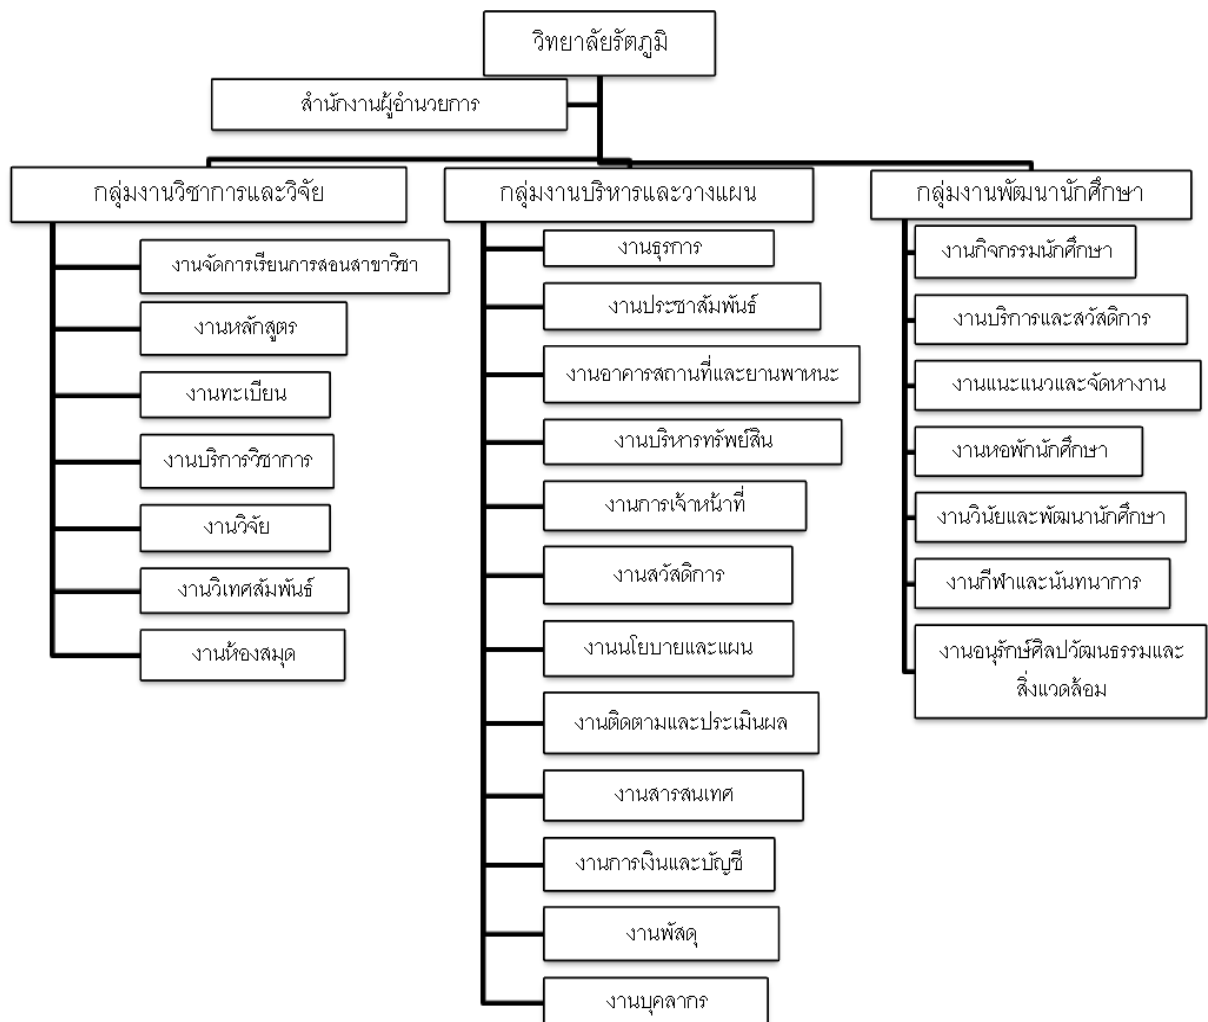 วิทยาลัยรัตภูมิ
สำนักงานผู้อำนวยการ
กลุ่มงานวิชาการและวิจัย
งานจัดการเรียนการสอนสาขาวิชา
งานหลักสูตร
งานทะเบียน
งานบริการวิชาการ
งานวิจัย
งานวิเทศสัมพันธ์
งานห้องสมุด
กลุ่มงานบริหารและวางแผน
งานธุรการ
งานประชาสัมพันธ์
งานอาคารสถานที่และยานพาหนะ
งานบริหารทรัพย์สิน
งานการเจ้าหน้าที่
งานสวัสดิการ
งานนโยบายและแผน
งานติดตามและประเมินผล
งานสารสนเทศ
งานการเงินและบัญชี
งานพัสดุ
งานบุคลากร
กลุ่มงานพัฒนานักศึกษา
งานกิจกรรมนักศึกษา
งานบริการและสวัสดิการ
งานแนะแนวและจัดหางาน
งานหอพักนักศึกษา
งานวินัยและพัฒนานักศึกษา
งานกีฬาและนันทนาการ
งานอนุรักษ์ศิลปวัฒนธรรมและ
สิ่งแวดล้อม